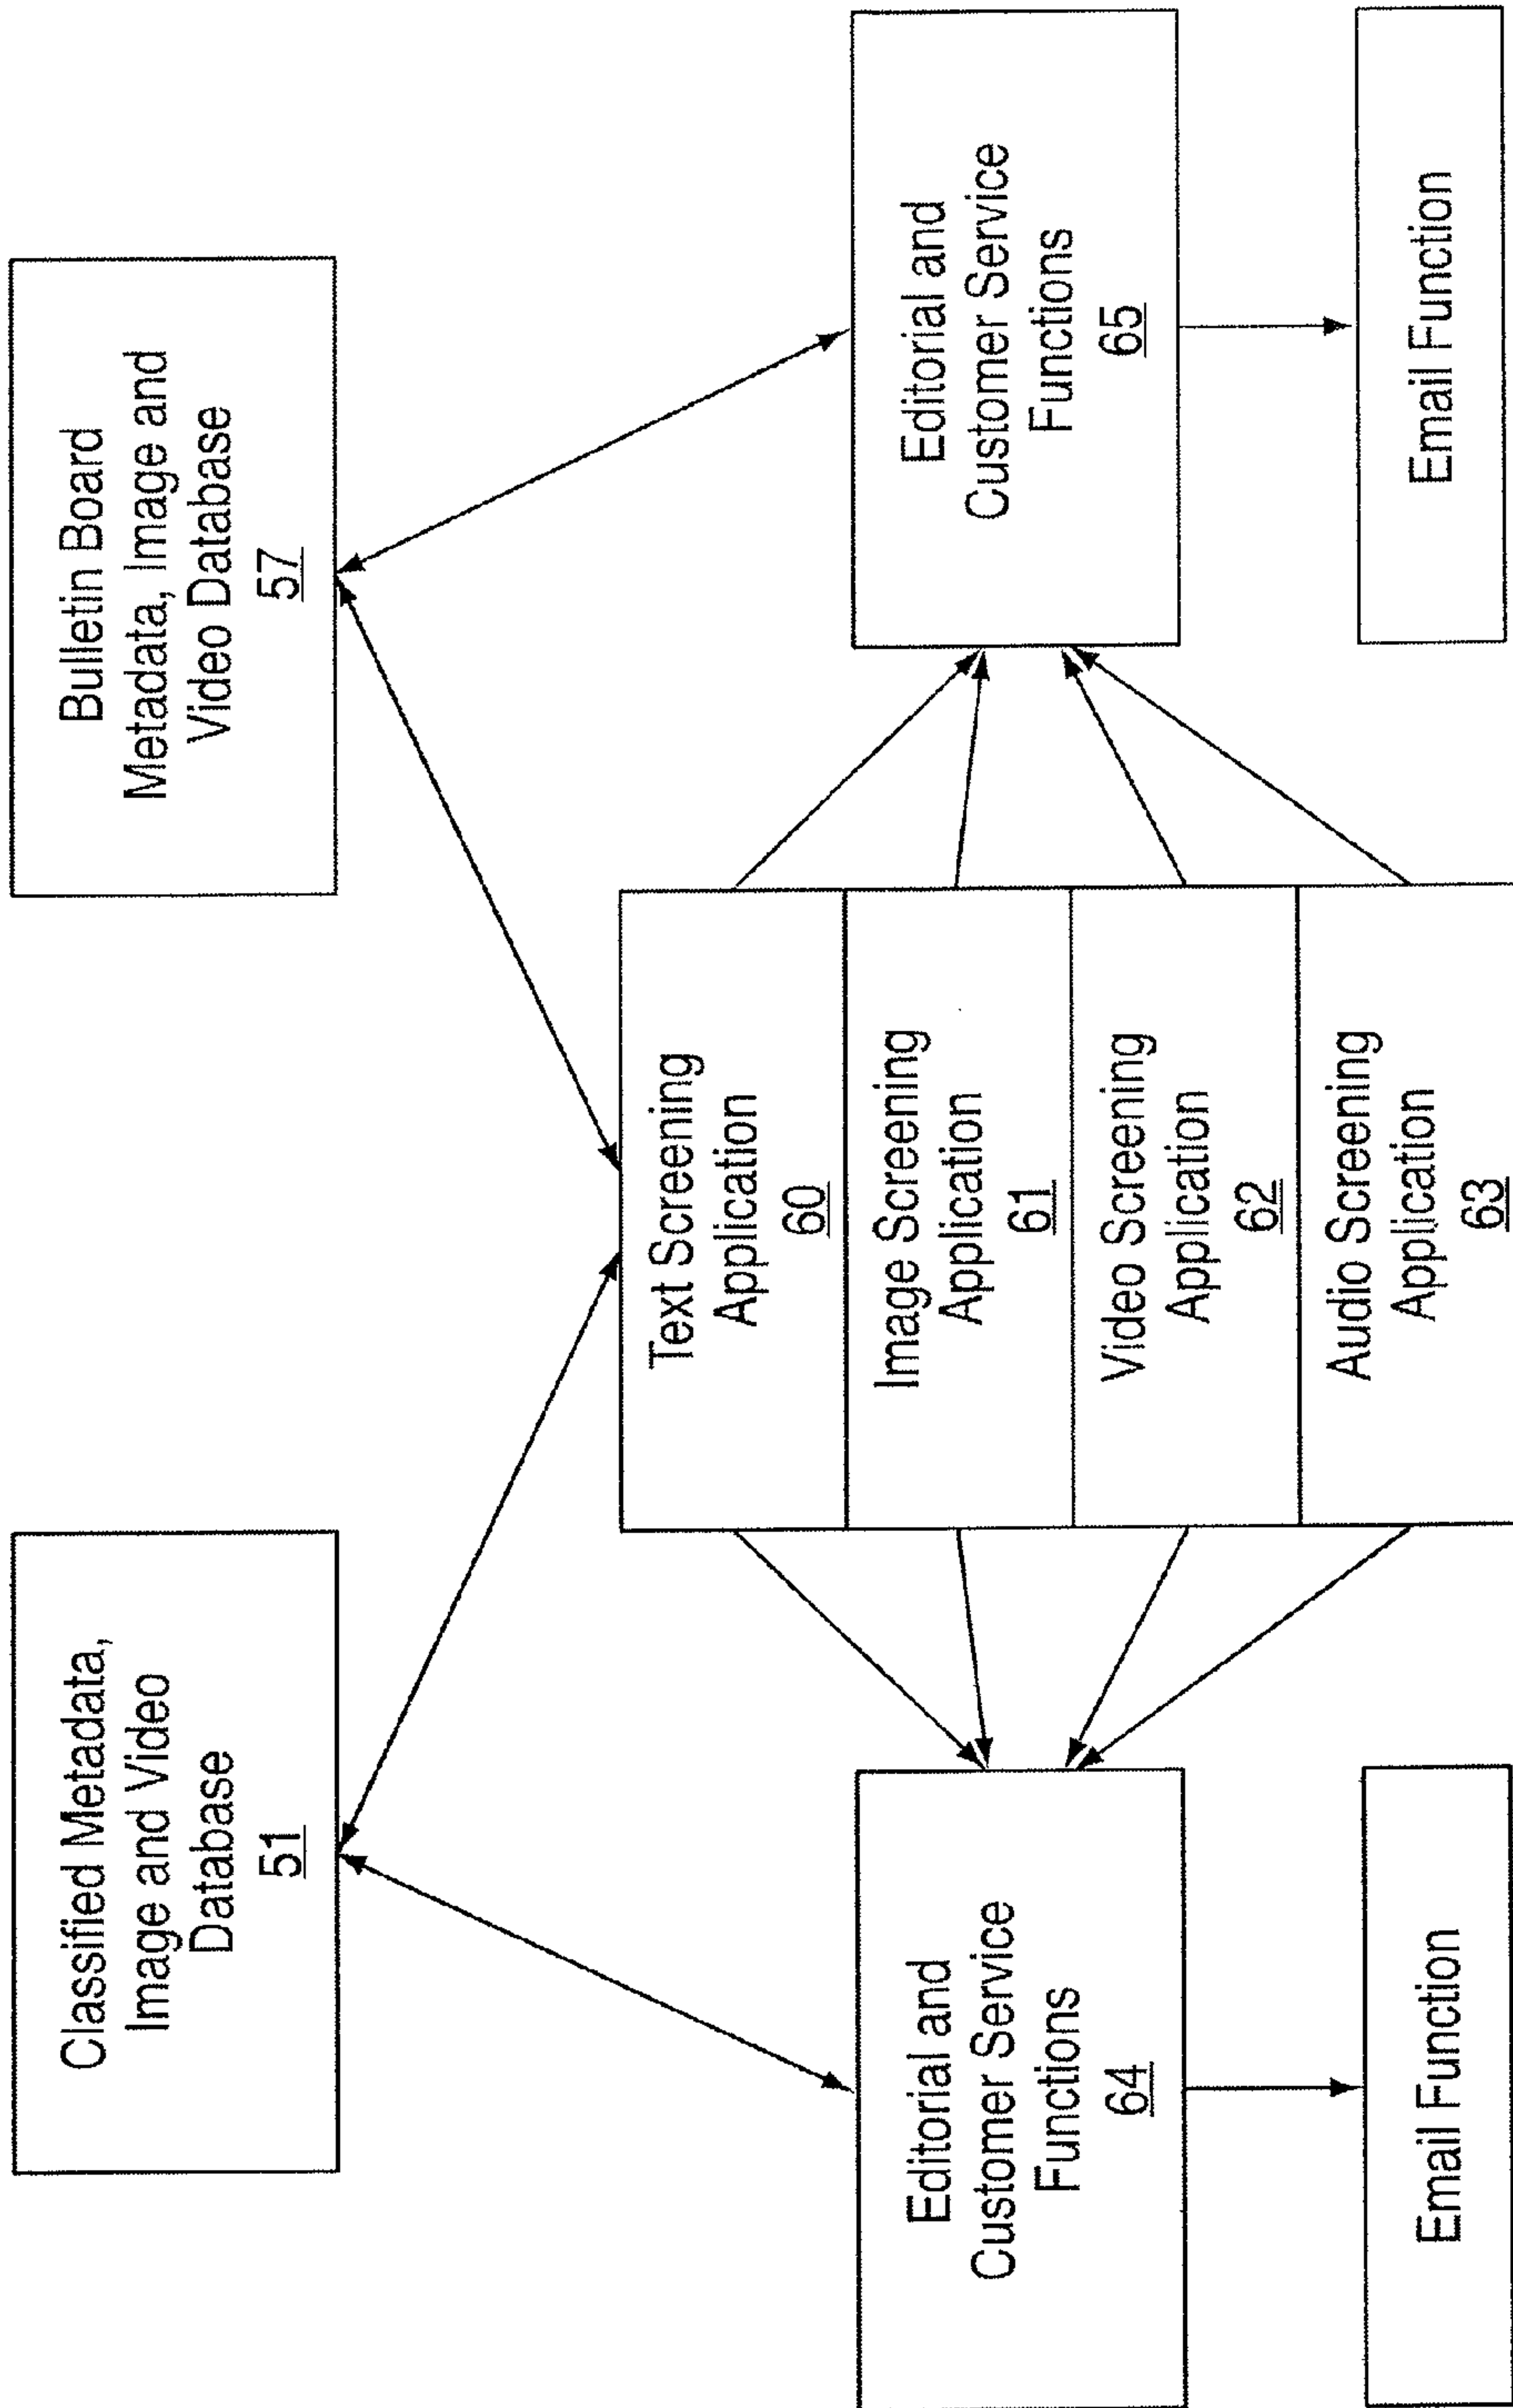 Classified Metadata,
Image and Video
Database
51
Bulletin Board
Metadata, Image and
Video Database
57
Text Screening
Application
60
Image Screening
Application
61
Video Screening
Application
62
Audio Screening
Application
63
Editorial and
Customer Service
Functions
64
Editorial and
Customer Service
Functions
65
Email Function
Email Function